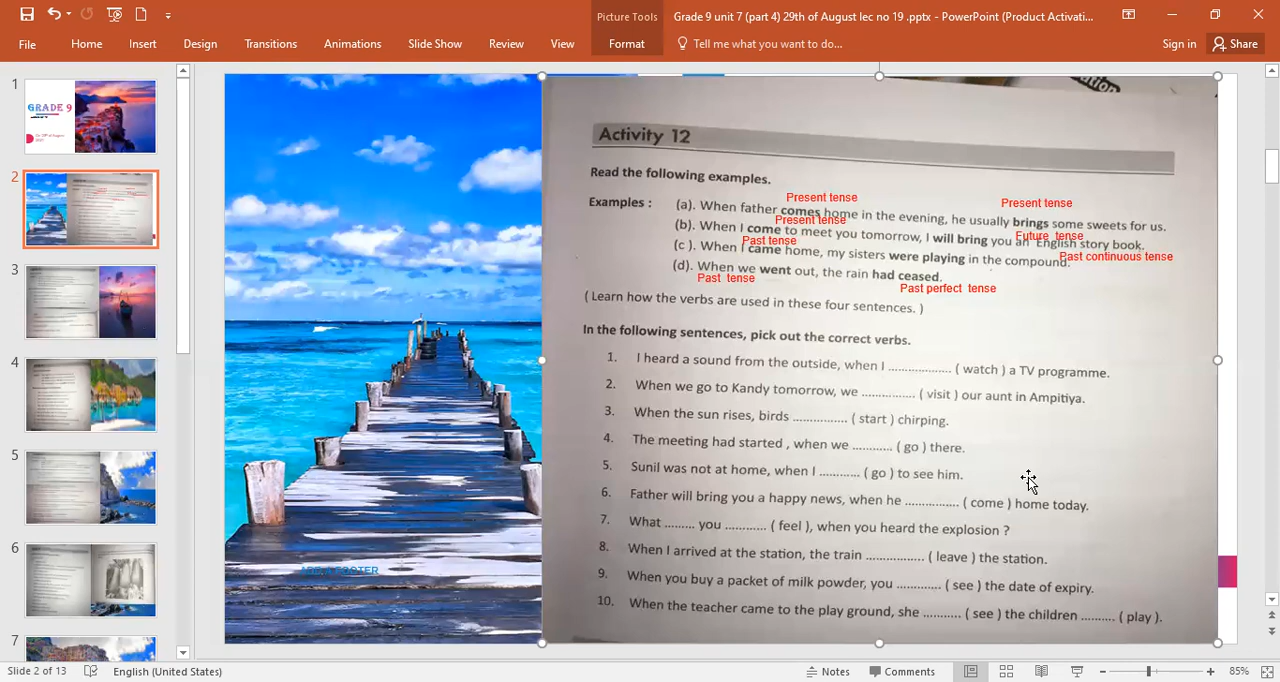 Picture Tools
Grade 9 unit 7 (part 4) 29th of August lec no 19 .pptx - PowerPoint (Product Activati...
File Home Insert Design Transitions Animations Slide Show Review View Format Tell me what you want to do... Sign in Share
1
GRADE 9
2
3
4
5
6
7
Activity 12
Read the following examples.
Present tense Present tense
Examples : (a). When father comes home in the evening, he usually brings some sweets for us.
Present tense
(b). When I come to meet you tomorrow, I will bring you an English story book.
Future tense
Past tense
(c ). When I came home, my sisters were playing in the compound.
Past continuous tense
(d). When we went out, the rain had ceased.
Past tense Past perfect tense
( Learn how the verbs are used in these four sentences. )
In the following sentences, pick out the correct verbs.
1. I heard a sound from the outside, when I .................. ( watch ) a TV programme.
2. When we go to Kandy tomorrow, we ............... ( visit ) our aunt in Ampitiya.
3. When the sun rises, birds ............... ( start ) chirping.
4. The meeting had started , when we ........... ( go ) there.
5. Sunil was not at home, when I ........... ( go ) to see him.
6. Father will bring you a happy news, when he ............... ( come ) home today.
7. What ......... you ............ ( feel ), when you heard the explosion ?
8. When I arrived at the station, the train ................ ( leave ) the station.
9. When you buy a packet of milk powder, you ............ ( see ) the date of expiry.
10. When the teacher came to the play ground, she .......... ( see ) the children ......... ( play ).
FOOTER
Slide 2 of 13 English (United States) Notes Comments 85%